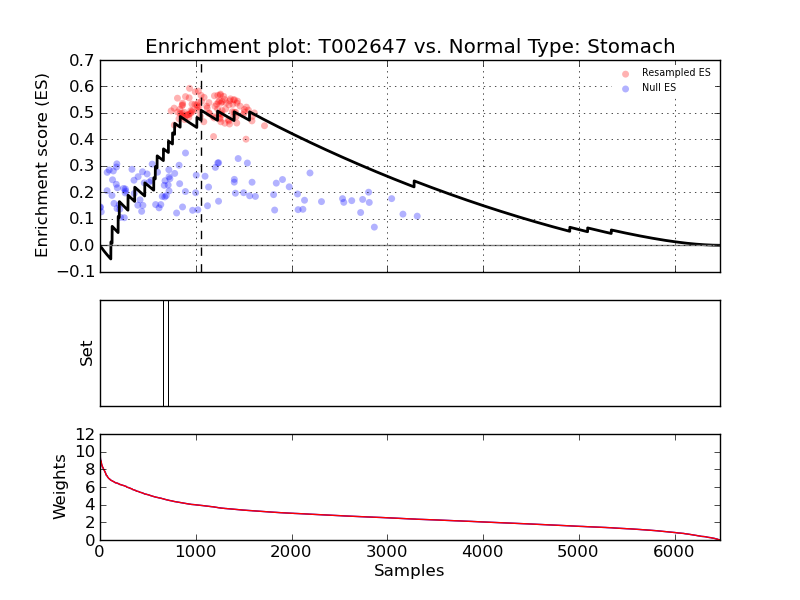 Enrichment plot: T002647 vs. Normal Type: Stomach
Enrichment score (ES)
0.7
0.6
0.5
0.4
0.3
0.2
0.1
0.0
−0.1
Resampled ES
Null ES
Set
Weights
12
10
8
6
4
2
0
0 1000 2000 3000 4000 5000 6000
Samples